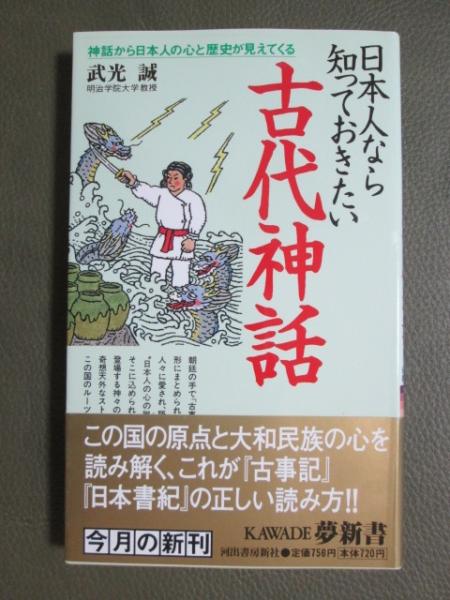 神話から日本人の心と歴史が見えてくる
武光 誠
明治学院大学教授
日本人なら
知っておきたい
古代神話
朝廷の手で、『古事
形にまとめられ
人々に愛され、
"日本人の心の
そこに込められ
登場する神々の
奇想天外なスト
この国のルーツ
この国の原点と大和民族の心を
読み解く、これが『古事記』
『日本書紀』の正しい読み方!!
今月の新刊
KAWADE 夢新書
河出書房新社●定価756円 本体720円